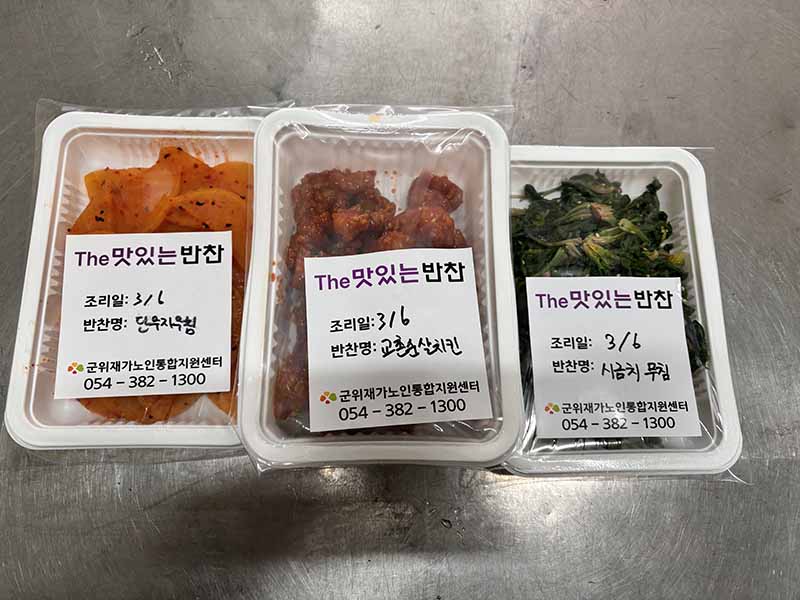 The맛있는반찬
조리일: 3/6
반찬명: 단무지무침
군위재가노인통합지원센터
054-382-1300
The맛있는반찬
조리일: 3/6
반찬명: 교촌순살치킨
군위재가노인통합지원센터
054-382-1300
The맛있는반찬
조리일: 3/6
반찬명: 시금치 무침
군위재가노인통합지원센터
054-382-1300